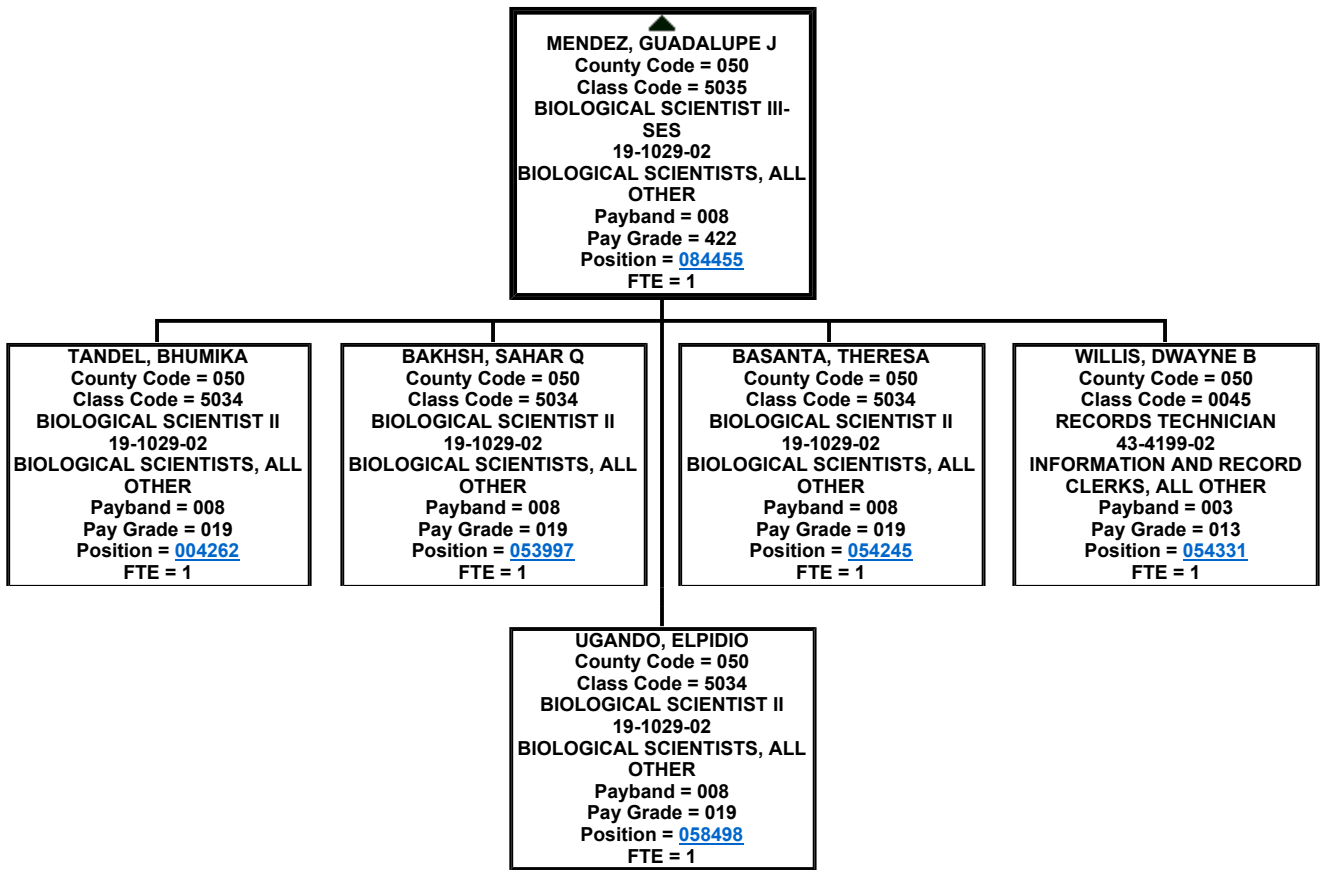 MENDEZ, GUADALUPE J
County Code = 050
Class Code = 5035
BIOLOGICAL SCIENTIST III-
SES
19-1029-02
BIOLOGICAL SCIENTISTS, ALL
OTHER
Payband = 008
Pay Grade = 422
Position = 084455
FTE = 1
TANDEL, BHUMIKA
County Code = 050
Class Code = 5034
BIOLOGICAL SCIENTIST II
19-1029-02
BIOLOGICAL SCIENTISTS, ALL
OTHER
Payband = 008
Pay Grade = 019
Position = 004262
FTE = 1
BAKHSH, SAHAR Q
County Code = 050
Class Code = 5034
BIOLOGICAL SCIENTIST II
19-1029-02
BIOLOGICAL SCIENTISTS, ALL
OTHER
Payband = 008
Pay Grade = 019
Position = 053997
FTE = 1
BASANTA, THERESA
County Code = 050
Class Code = 5034
BIOLOGICAL SCIENTIST II
19-1029-02
BIOLOGICAL SCIENTISTS, ALL
OTHER
Payband = 008
Pay Grade = 019
Position = 054245
FTE = 1
WILLIS, DWAYNE B
County Code = 050
Class Code = 0045
RECORDS TECHNICIAN
43-4199-02
INFORMATION AND RECORD
CLERKS, ALL OTHER
Payband = 003
Pay Grade = 013
Position = 054331
FTE = 1
UGANDO, ELPIDIO
County Code = 050
Class Code = 5034
BIOLOGICAL SCIENTIST II
19-1029-02
BIOLOGICAL SCIENTISTS, ALL
OTHER
Payband = 008
Pay Grade = 019
Position = 058498
FTE = 1